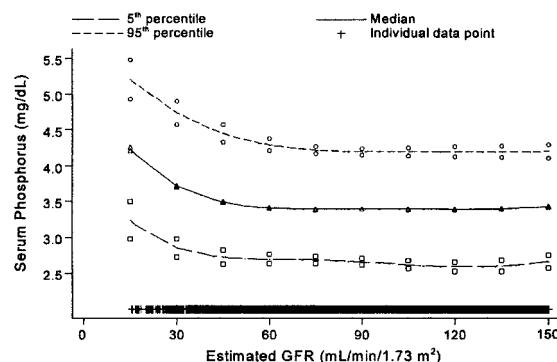 5th percentile
Median
95th percentile
Individual data point
Serum Phosphorus (mg/dL)
5.5
5.0
4.5
4.0
3.5
3.0
2.5
0 30 60 90 120 150
Estimated GFR (mL/min/1.73 m²)